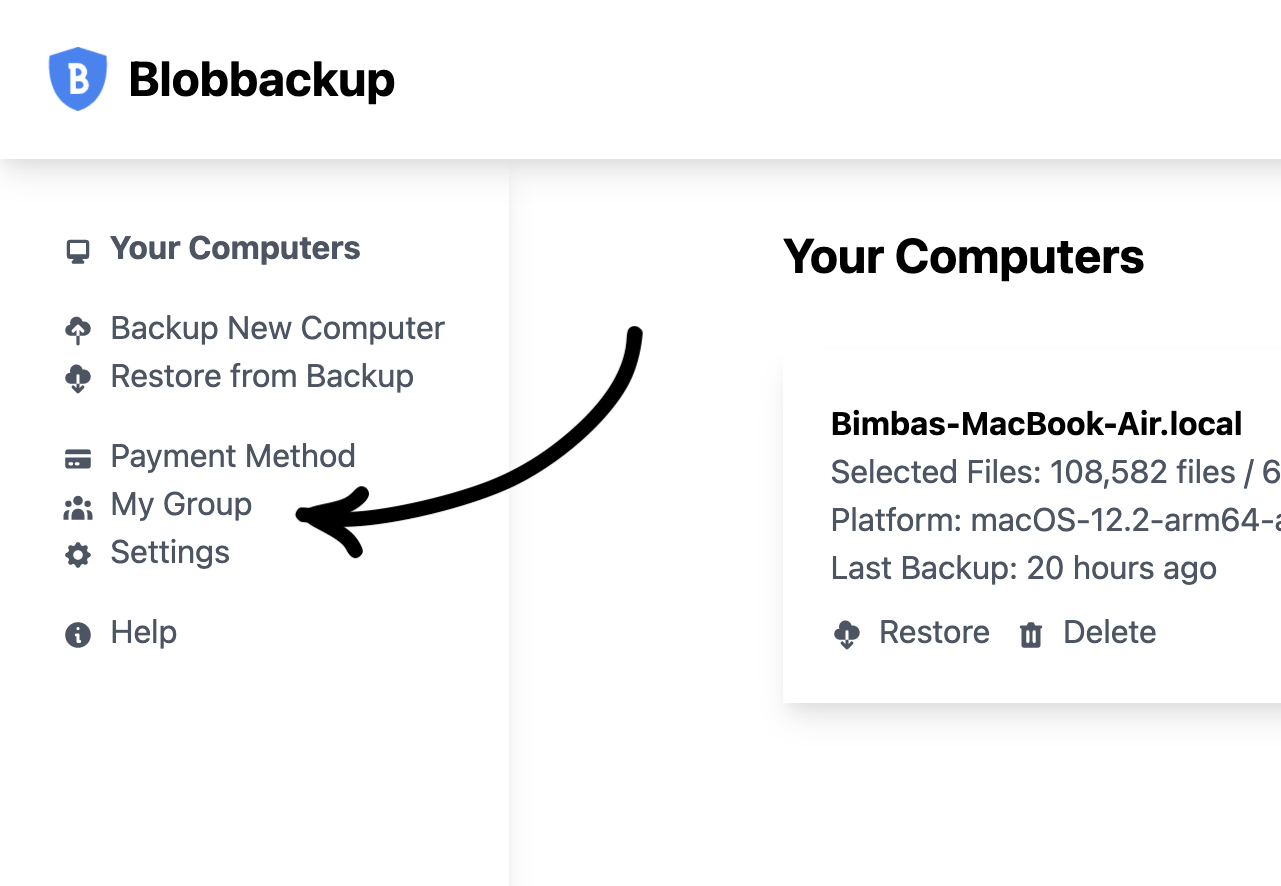 Blobbackup
Your Computers
Backup New Computer
Restore from Backup
Payment Method
My Group
Settings
Help
Your Computers
Bimbas-MacBook-Air.local
Selected Files: 108,582 files / 6
Platform: macOS-12.2-arm64-a
Last Backup: 20 hours ago
Restore Delete